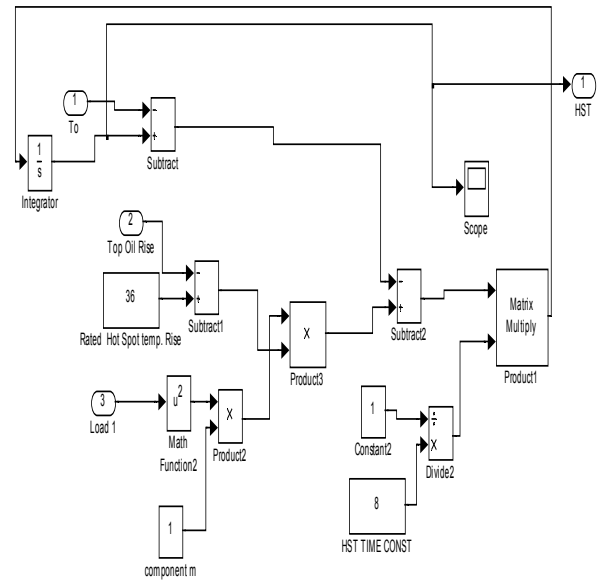 1
HST
1
To
−
+
Subtract
1
s
Integrator
Scope
2
Top Oil Rise
−
+
Subtract1
36
Rated Hot Spot temp. Rise
×
Product3
−
+
Subtract2
Matrix
Multiply
Product1
3
Load 1
u²
Math
Function2
×
Product2
1
Constant2
÷
×
Divide2
8
HST TIME CONST
1
component m